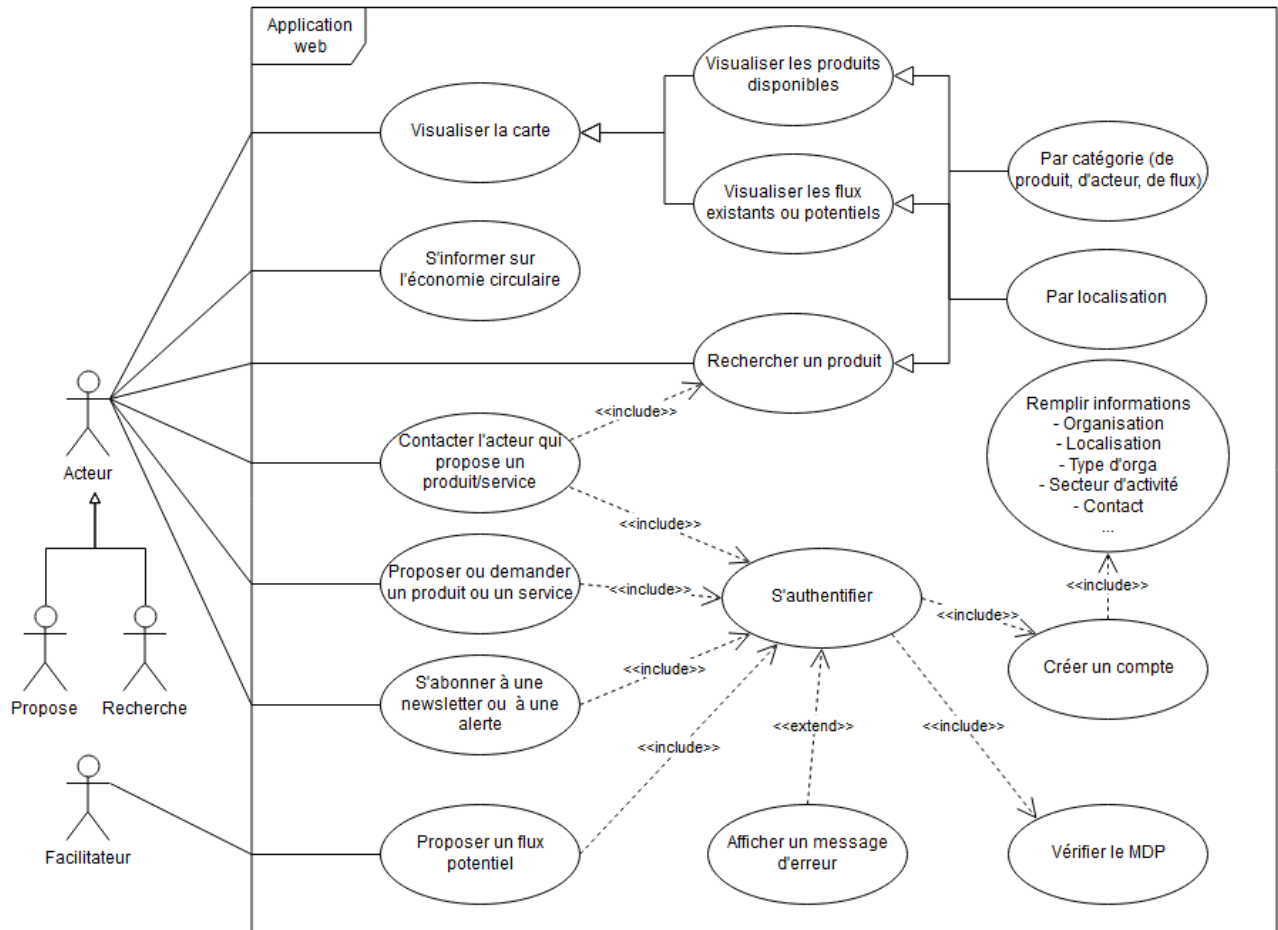 Application
web
Visualiser les produits
disponibles
Visualiser la carte
Par catégorie (de
produit, d'acteur, de flux)
Visualiser les flux
existants ou potentiels
S'informer sur
l'économie circulaire
Par localisation
Rechercher un produit
<<include>>
Remplir informations
- Organisation
- Localisation
- Type d'orga
- Secteur d'activité
- Contact
...
Acteur
Contacter l'acteur qui
propose un
produit/service
<<include>>
Proposer ou demander
un produit ou un service
<<include>>
S'authentifier
<<include>>
<<include>>
Créer un compte
Propose
Recherche
S'abonner à une
newsletter ou  à une
alerte
<<include>>
<<include>>
<<extend>>
<<include>>
Facilitateur
Proposer un flux
potentiel
Afficher un message
d'erreur
Vérifier le MDP